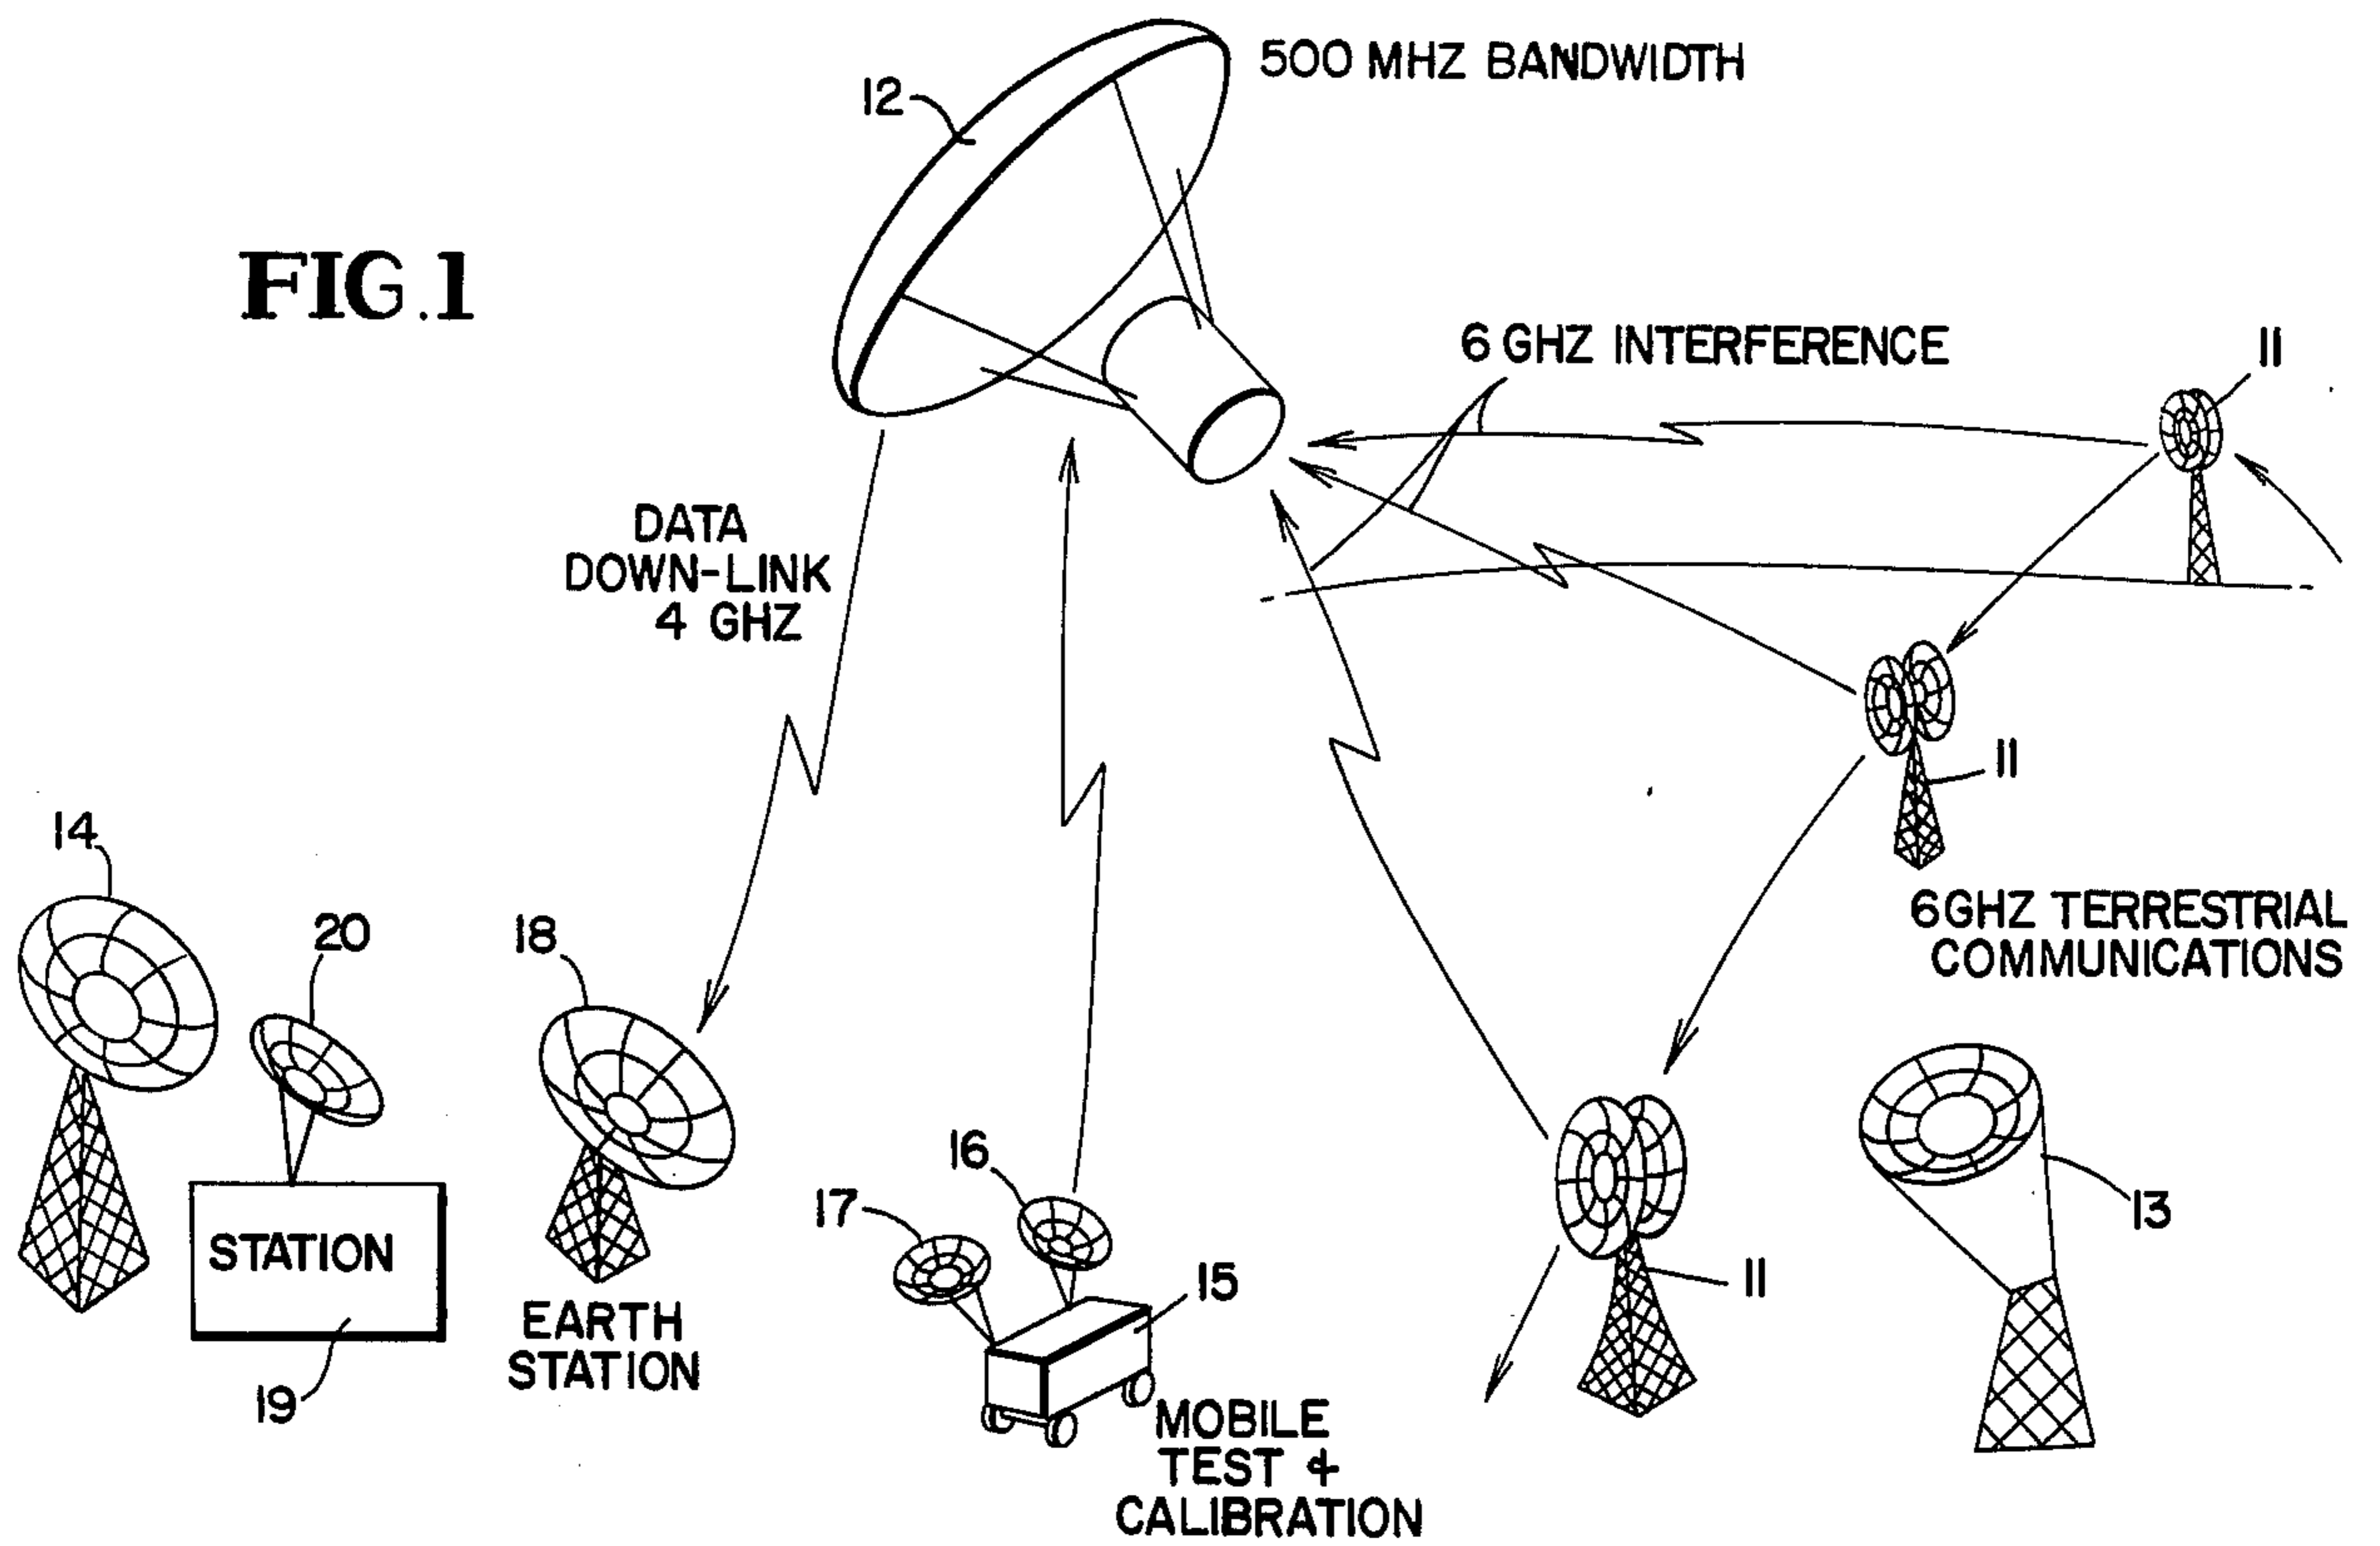 500 MHZ BANDWIDTH
12
FIG.1
6 GHZ INTERFERENCE
11
DATA
DOWN-LINK
4 GHZ
11
14
20
18
6GHZ TERRESTRIAL
COMMUNICATIONS
16
17
13
STATION
15
11
EARTH
STATION
19
MOBILE
TEST &
CALIBRATION